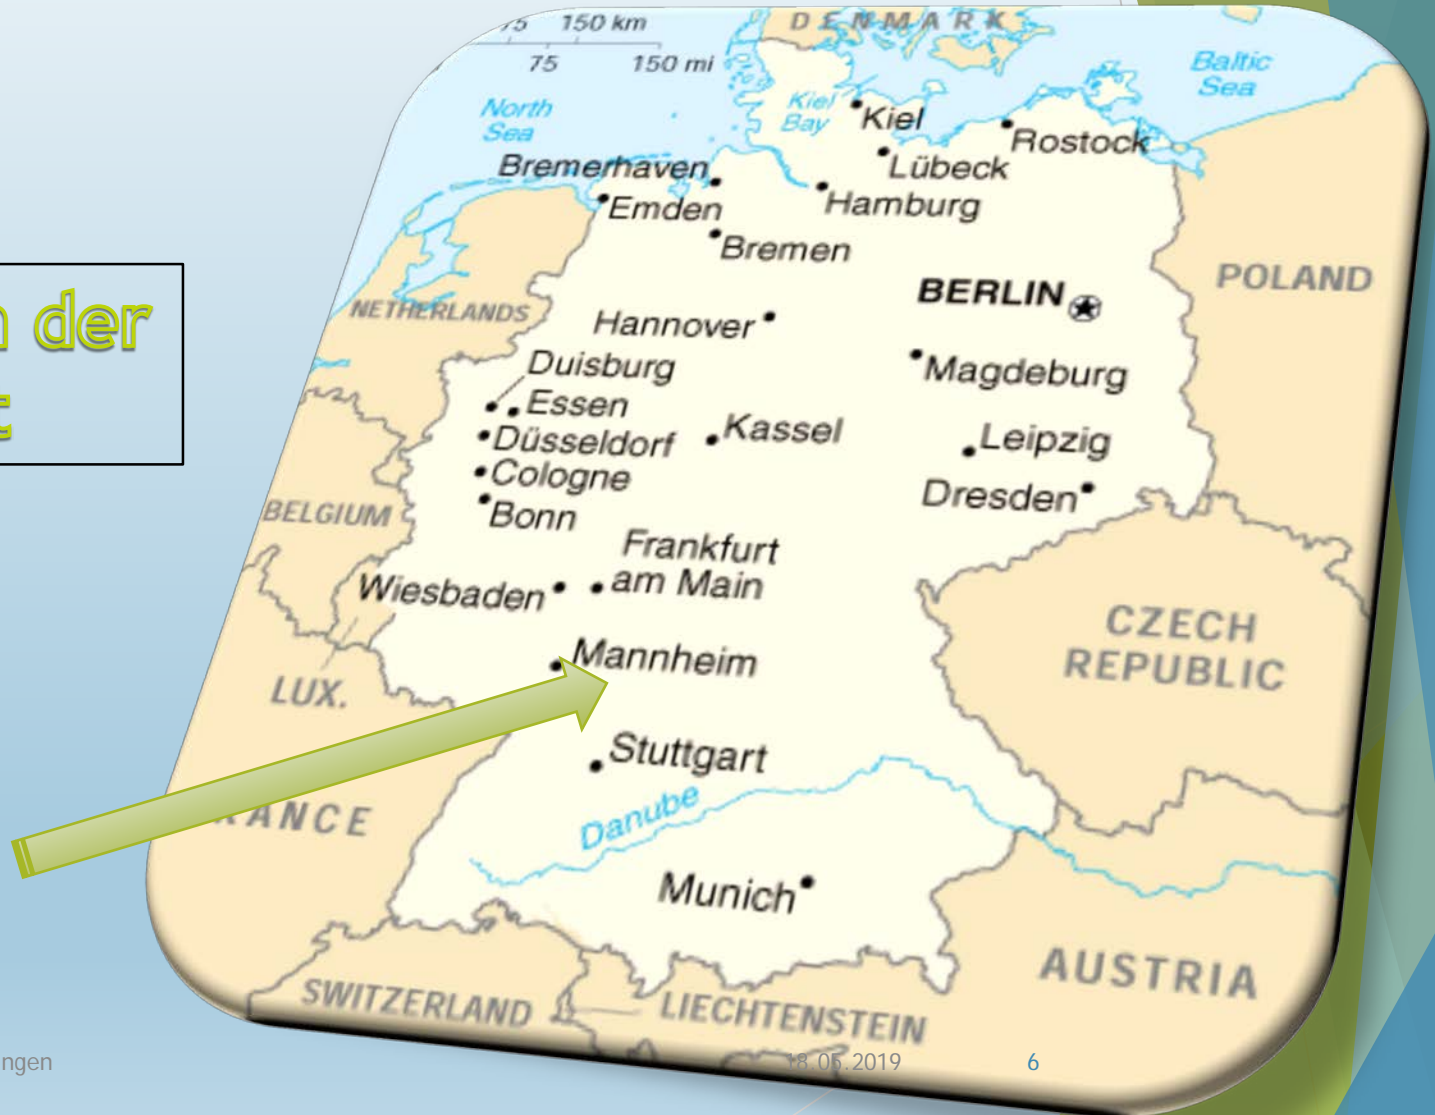 150 km
75
150 mi
DENMARK
Baltic
Sea
North
Sea
Kiel
Bay
Kiel
Rostock
Lübeck
Bremerhaven
Hamburg
Emden
Bremen
POLAND
BERLIN
der
NETHERLANDS
Hannover
Duisburg
Magdeburg
Essen
Kassel
Düsseldorf
Leipzig
Cologne
Dresden
BELGIUM
Bonn
Frankfurt
am Main
Wiesbaden
CZECH
REPUBLIC
Mannheim
LUX.
Stuttgart
Danube
ANCE
Munich
AUSTRIA
SWITZERLAND
LIECHTENSTEIN
ngen
18.05.2019
6